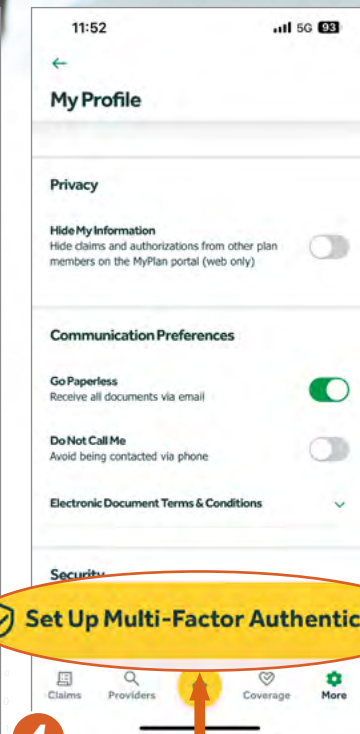 11:52 5G 93
My Profile
Privacy
Hide My Information
Hide claims and authorizations from other plan
members on the MyPlan portal (web only)
Communication Preferences
Go Paperless
Receive all documents via email
Do Not Call Me
Avoid being contacted via phone
Electronic Document Terms & Conditions
Security
Set Up Multi-Factor Authentic
Claims Providers Coverage More
4